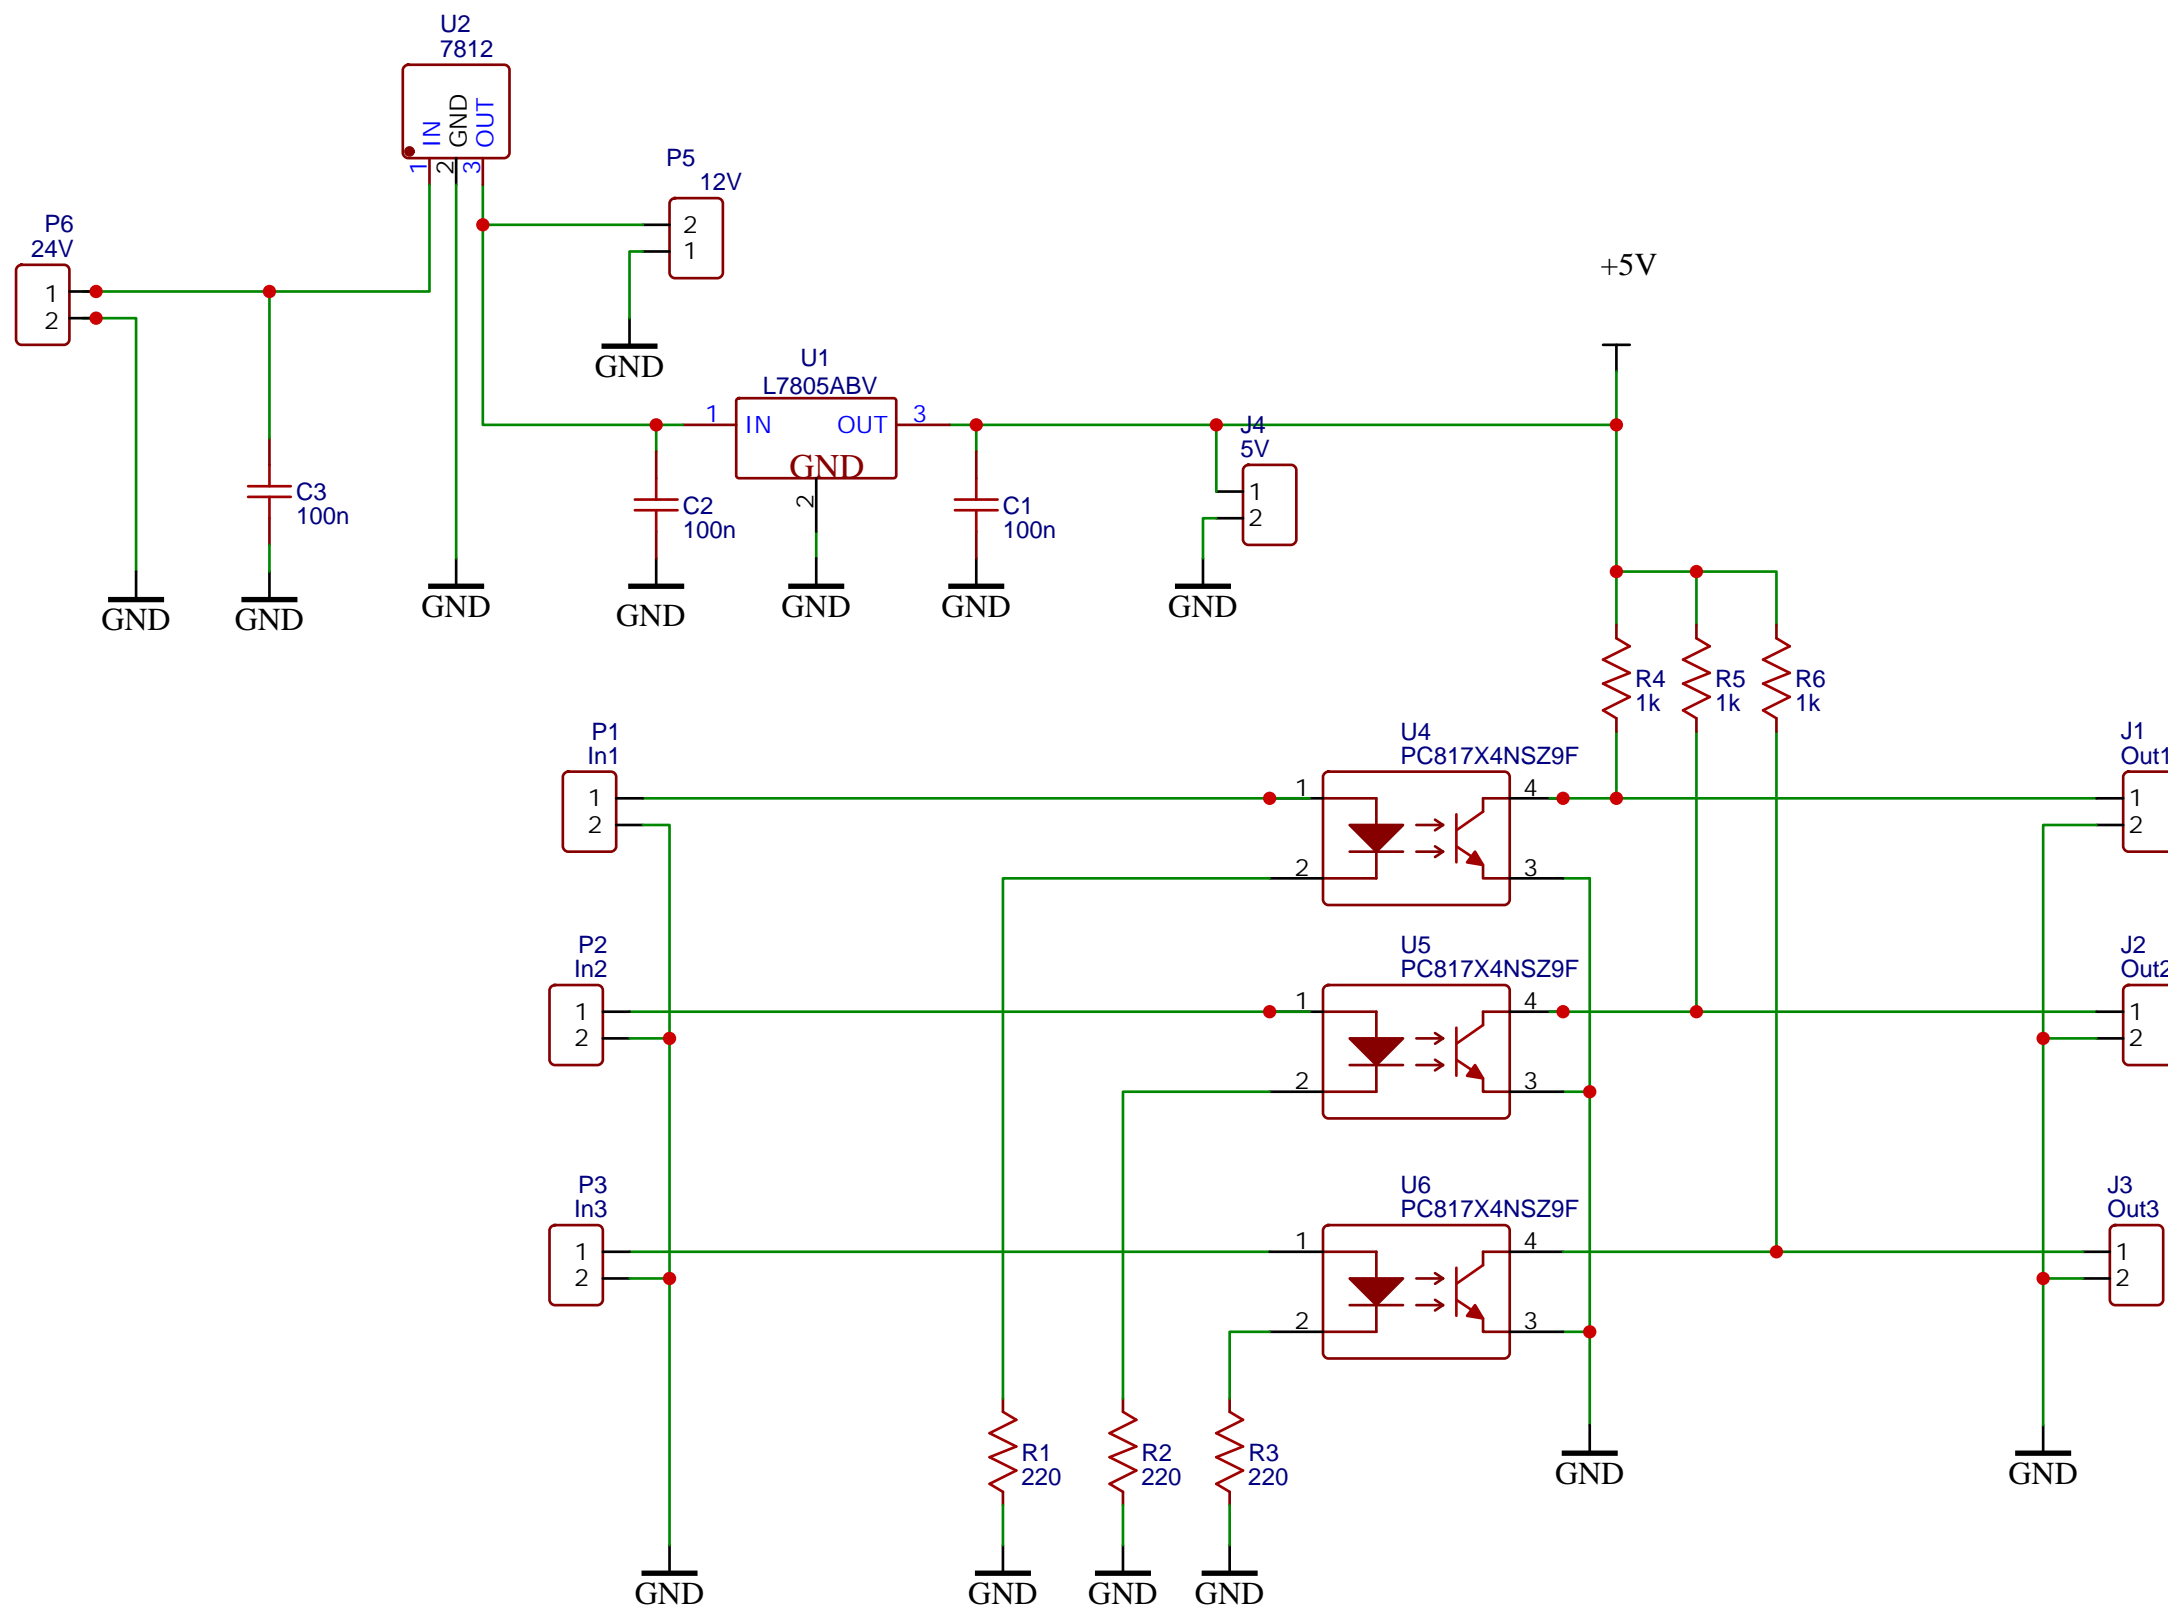 U2
7812
IN
GND
OUT
1
2
3
P5
12V
2
1
GND
P6
24V
1
2
+5V
U1
L7805ABV
1
IN
OUT
3
GND
2
J4
5V
1
2
C3
100n
C2
100n
C1
100n
GND
GND
GND
GND
GND
GND
GND
R4
1k
R5
1k
R6
1k
P1
In1
1
2
U4
PC817X4NSZ9F
1
4
2
3
J1
Out1
1
2
P2
In2
1
2
U5
PC817X4NSZ9F
1
4
2
3
J2
Out2
1
2
P3
In3
1
2
U6
PC817X4NSZ9F
1
4
2
3
J3
Out3
1
2
R1
220
R2
220
R3
220
GND
GND
GND
GND
GND
GND